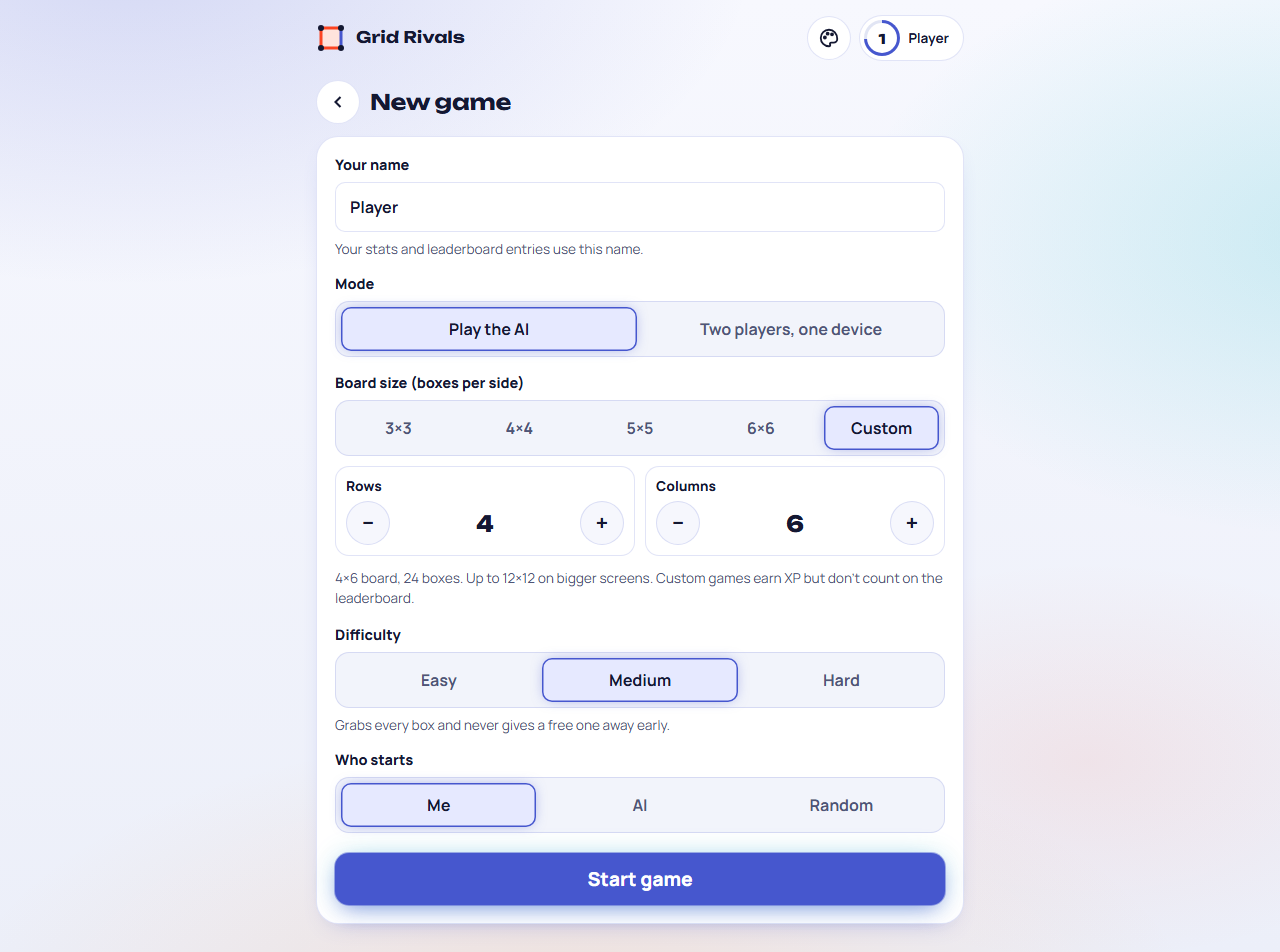 Grid Rivals
1 Player
New game
Your name
Player
Your stats and leaderboard entries use this name.
Mode
Play the AI Two players, one device
Board size (boxes per side)
3×3 4×4 5×5 6×6 Custom
Rows Columns
− 4 + − 6 +
4×6 board, 24 boxes. Up to 12×12 on bigger screens. Custom games earn XP but don't count on the
leaderboard.
Difficulty
Easy Medium Hard
Grabs every box and never gives a free one away early.
Who starts
Me AI Random
Start game